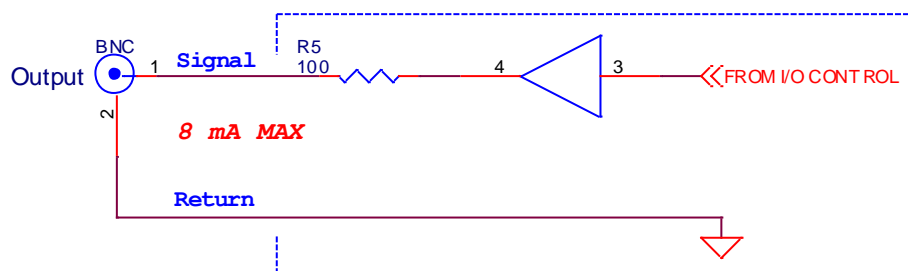 BNC
Output
1
Signal
R5
100
4
3
FROM I/O CONTROL
2
8 mA MAX
Return